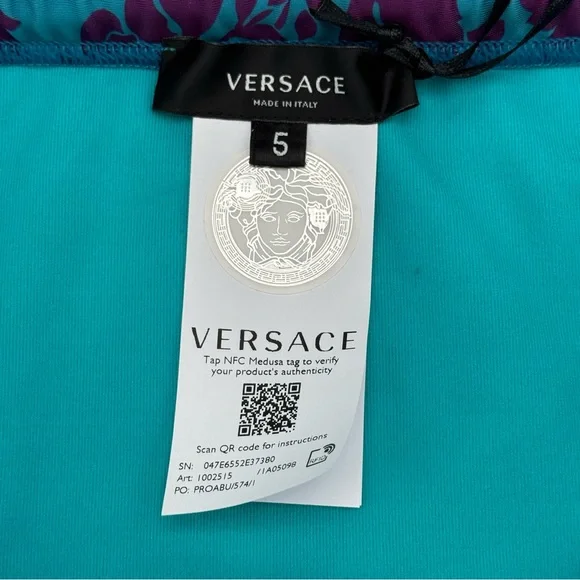 VERSACE
MADE IN ITALY
5
VERSACE
Tap NFC Medusa tag to verify
your product's authenticity
Scan QR code for instructions
SN: 047E6552E37380
Art: 1002515 /1A05098
PO: PROABU/574/1